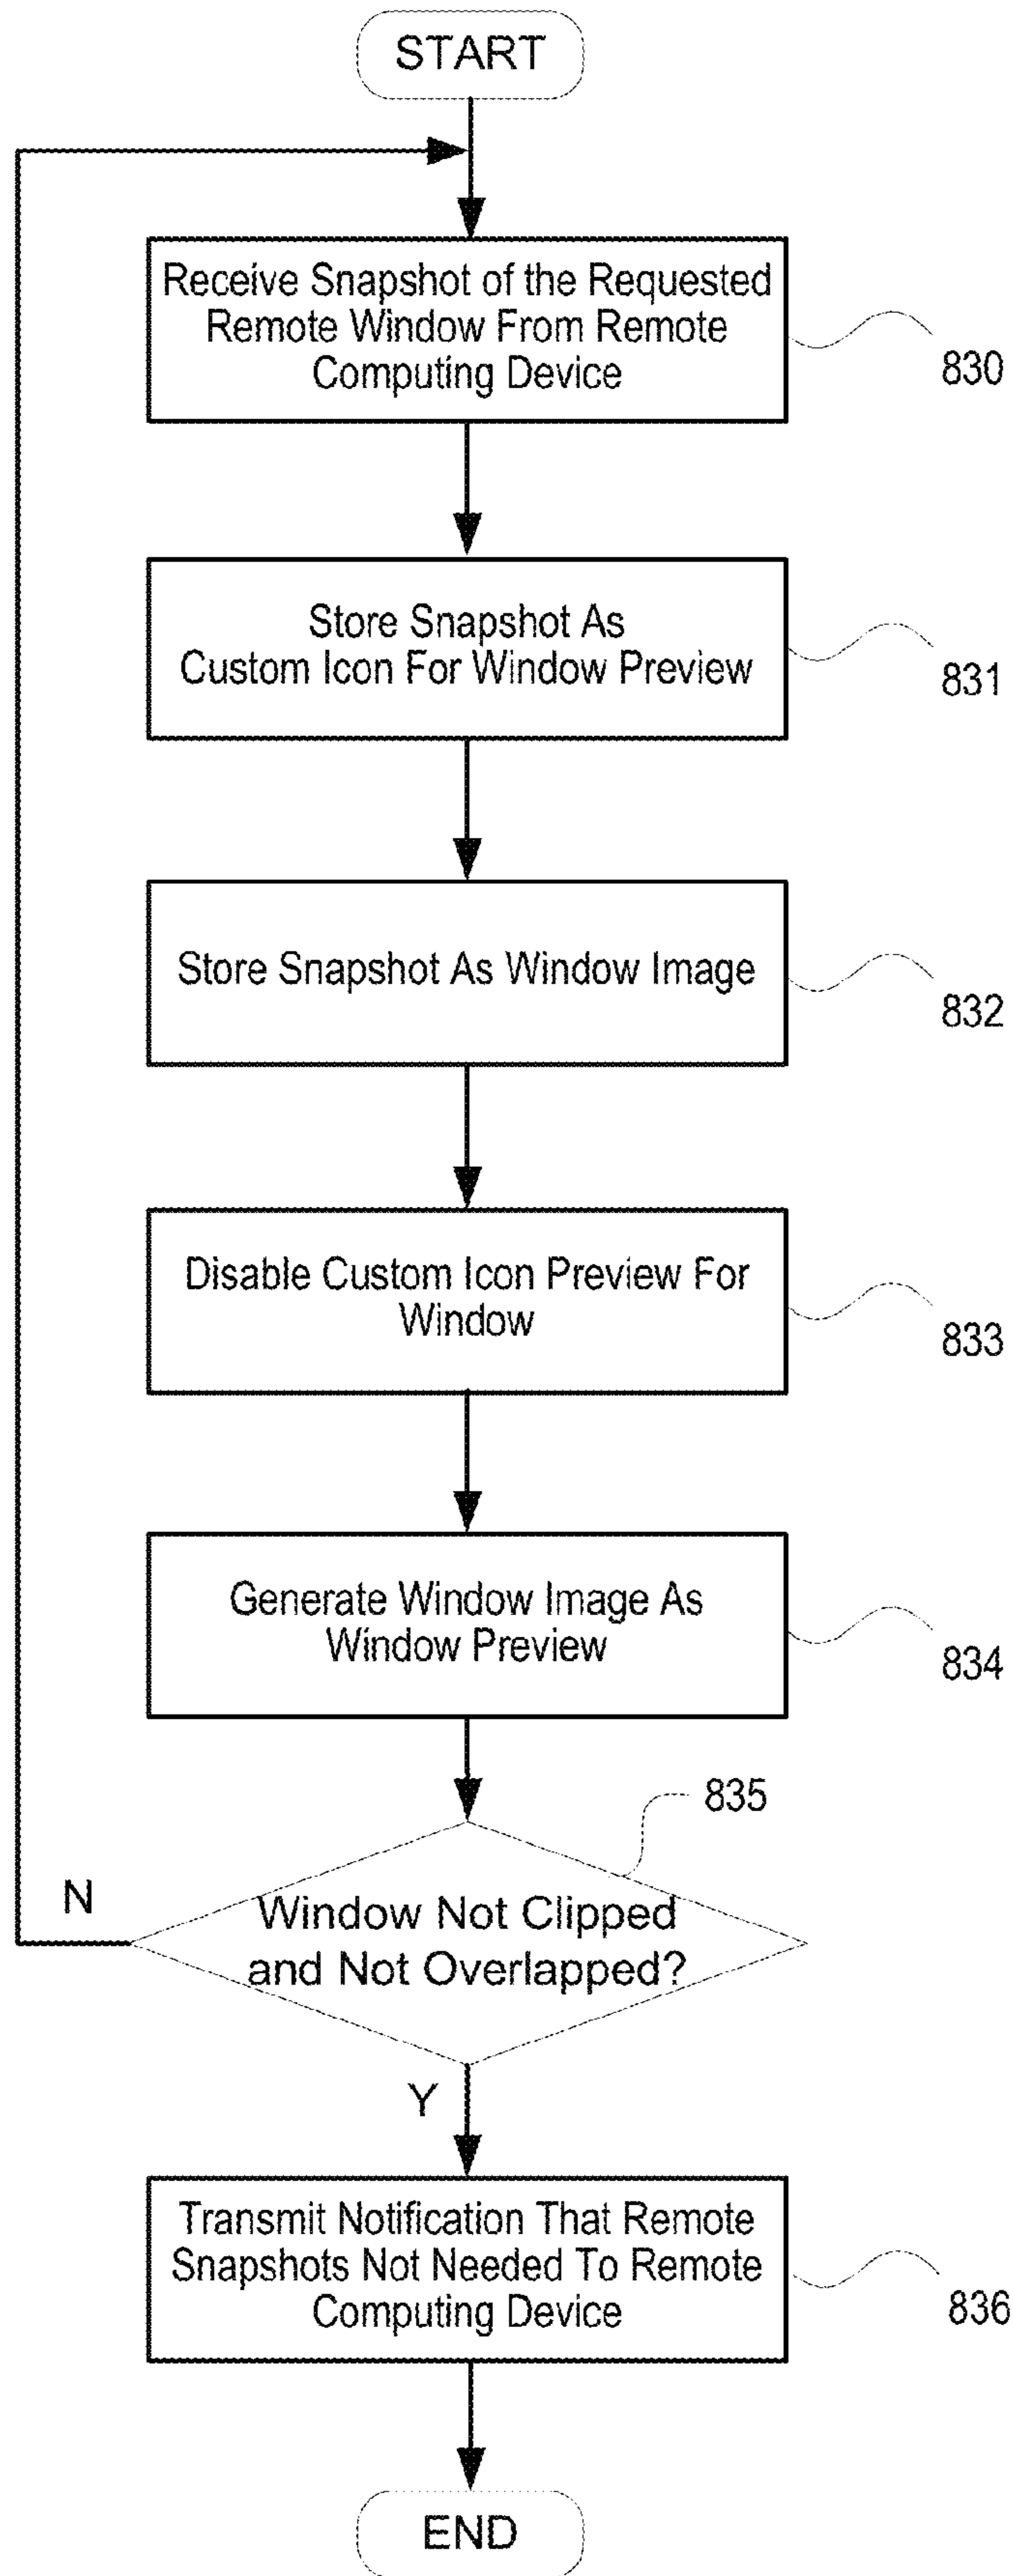 START
Receive Snapshot of the Requested
Remote Window From Remote
Computing Device
830
Store Snapshot As
Custom Icon For Window Preview
831
Store Snapshot As Window Image
832
Disable Custom Icon Preview For
Window
833
Generate Window Image As
Window Preview
834
835
N
Window Not Clipped
and Not Overlapped?
Y
Transmit Notification That Remote
Snapshots Not Needed To Remote
Computing Device
836
END